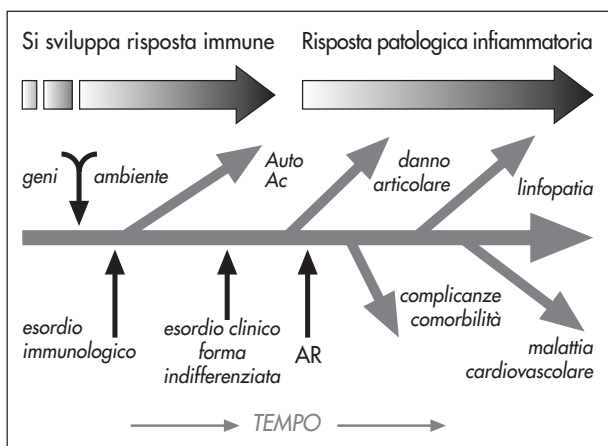 Si sviluppa risposta immune
Risposta patologica infiammatoria
geni
ambiente
Auto
Ac
danno
articolare
linfopatia
esordio
immunologico
esordio clinico
forma
indifferenziata
AR
complicanze
comorbilità
malattia
cardiovascolare
TEMPO